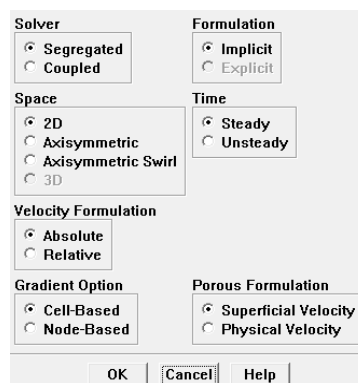 Solver
Segregated
Coupled
Formulation
Implicit
Explicit
Space
2D
Axisymmetric
Axisymmetric Swirl
3D
Time
Steady
Unsteady
Velocity Formulation
Absolute
Relative
Gradient Option
Cell-Based
Node-Based
Porous Formulation
Superficial Velocity
Physical Velocity
OK Cancel Help